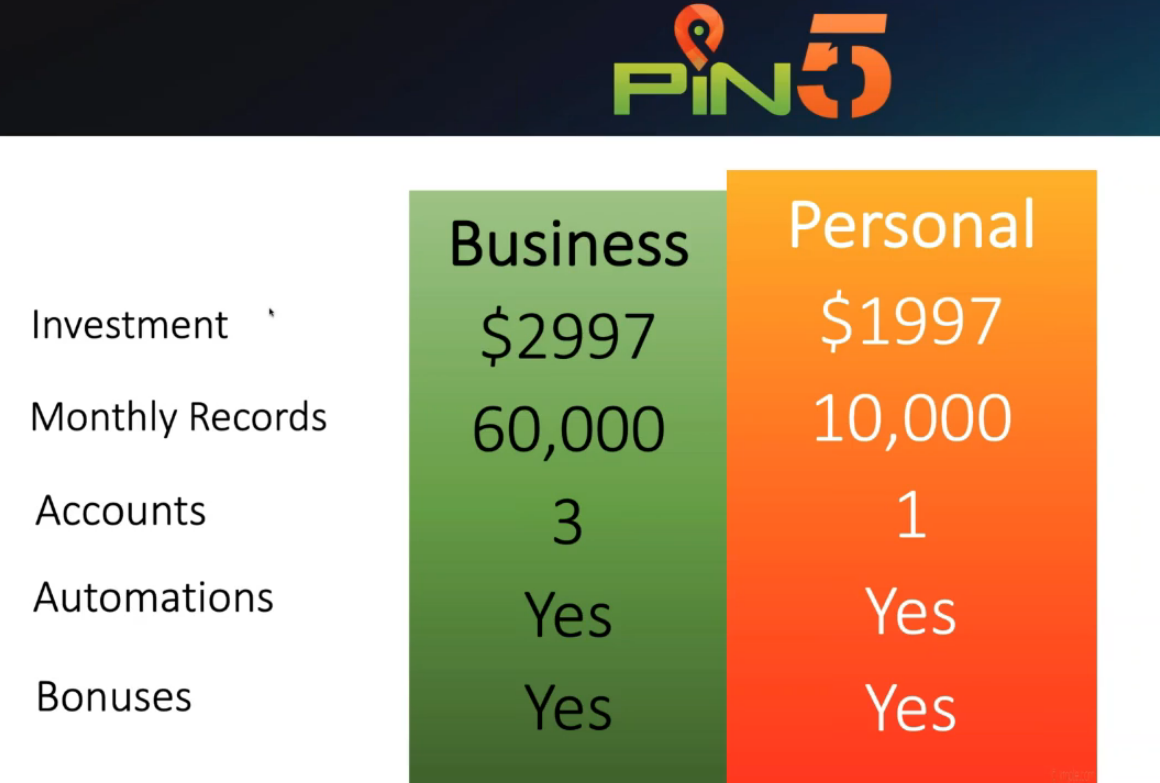 PiN5
Business Personal
Investment $2997 $1997
Monthly Records 60,000 10,000
Accounts 3 1
Automations Yes Yes
Bonuses Yes Yes